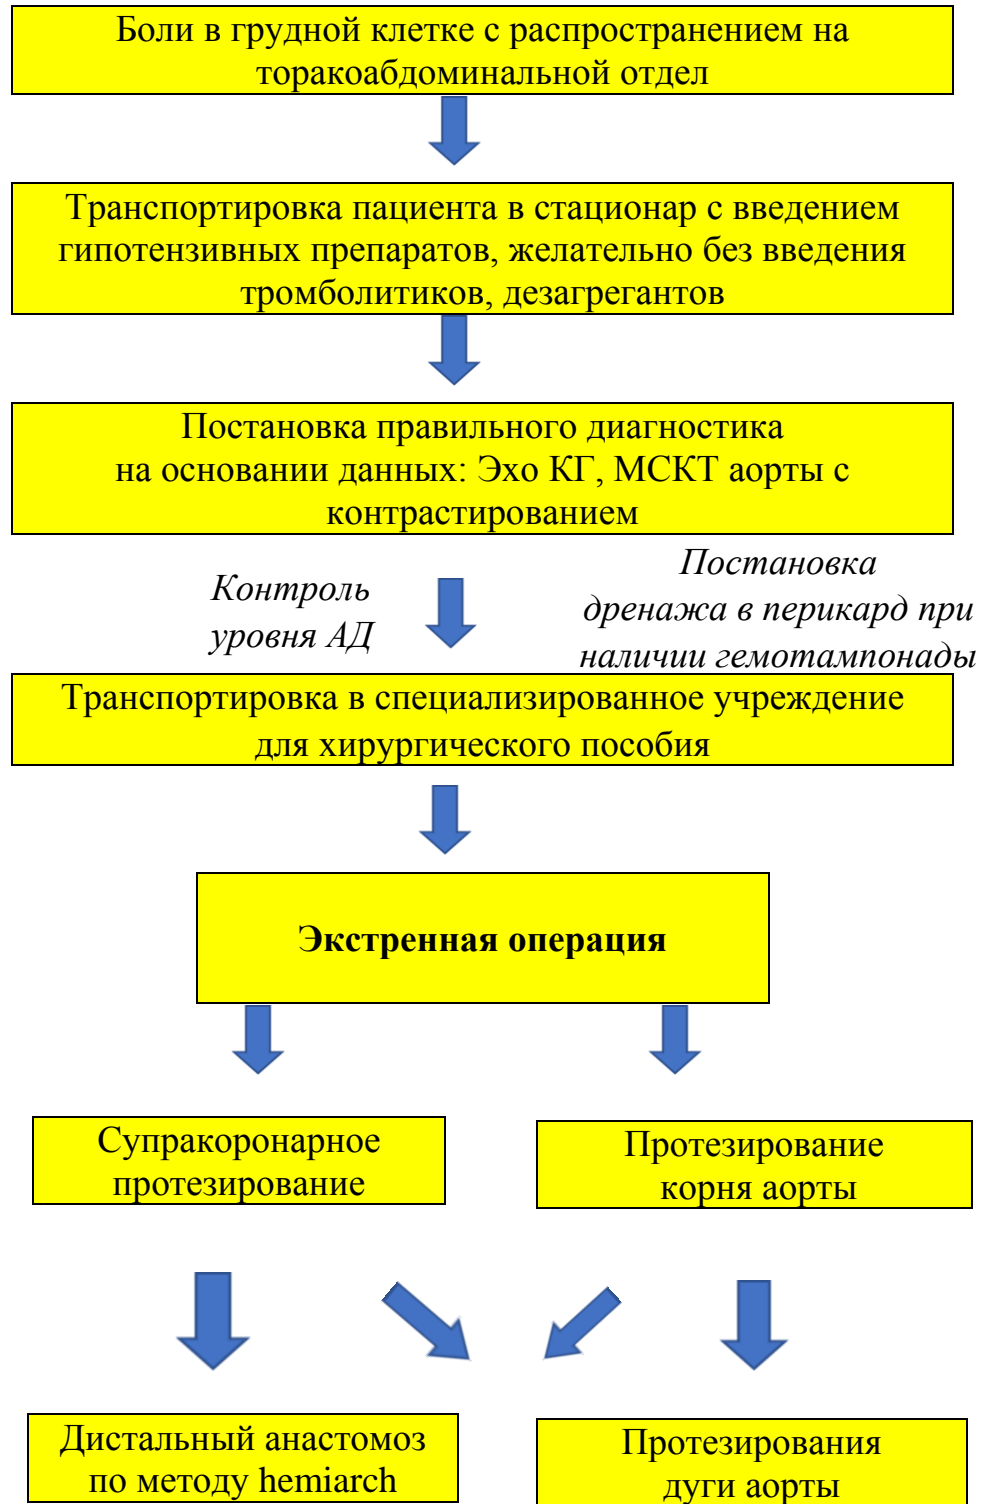 Боли в грудной клетке с распространением на
торакоабдоминальной отдел
Транспортировка пациента в стационар с введением
гипотензивных препаратов, желательно без введения
тромболитиков, дезагрегантов
Постановка правильного диагностика
на основании данных: Эхо КГ, МСКТ аорты с
контрастированием
Контроль
уровня АД
Постановка
дренажа в перикард при
наличии гемотампонады
Транспортировка в специализированное учреждение
для хирургического пособия
Экстренная операция
Супракоронарное
протезирование
Протезирование
корня аорты
Дистальный анастомоз
по методу hemiarch
Протезирования
дуги аорты